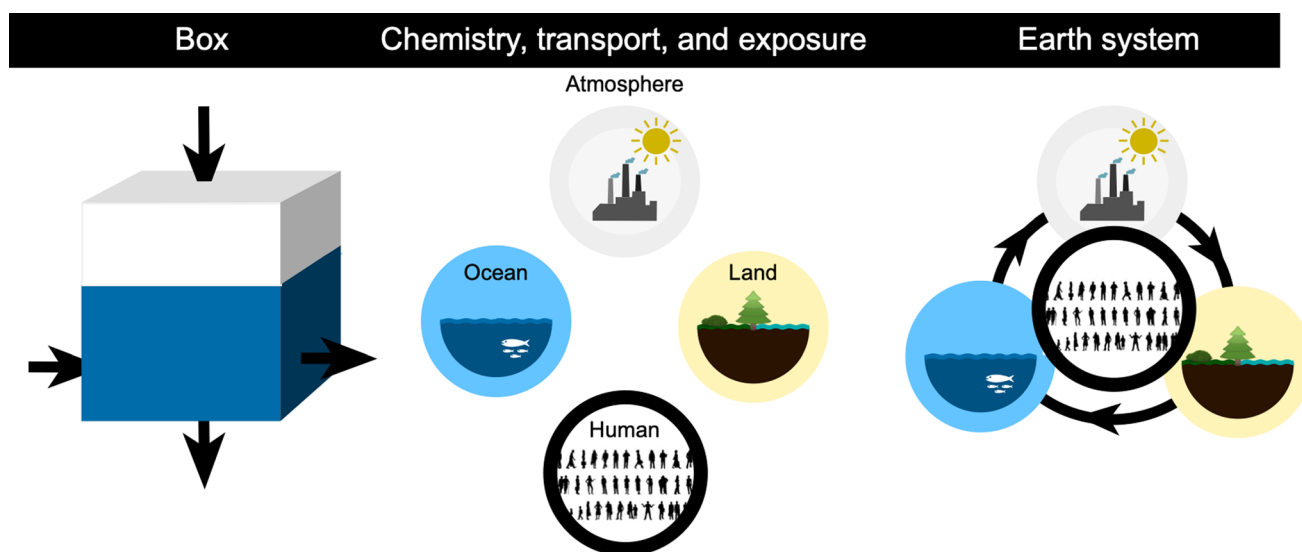 Box
Chemistry, transport, and exposure
Earth system
Atmosphere
Ocean
Land
Human